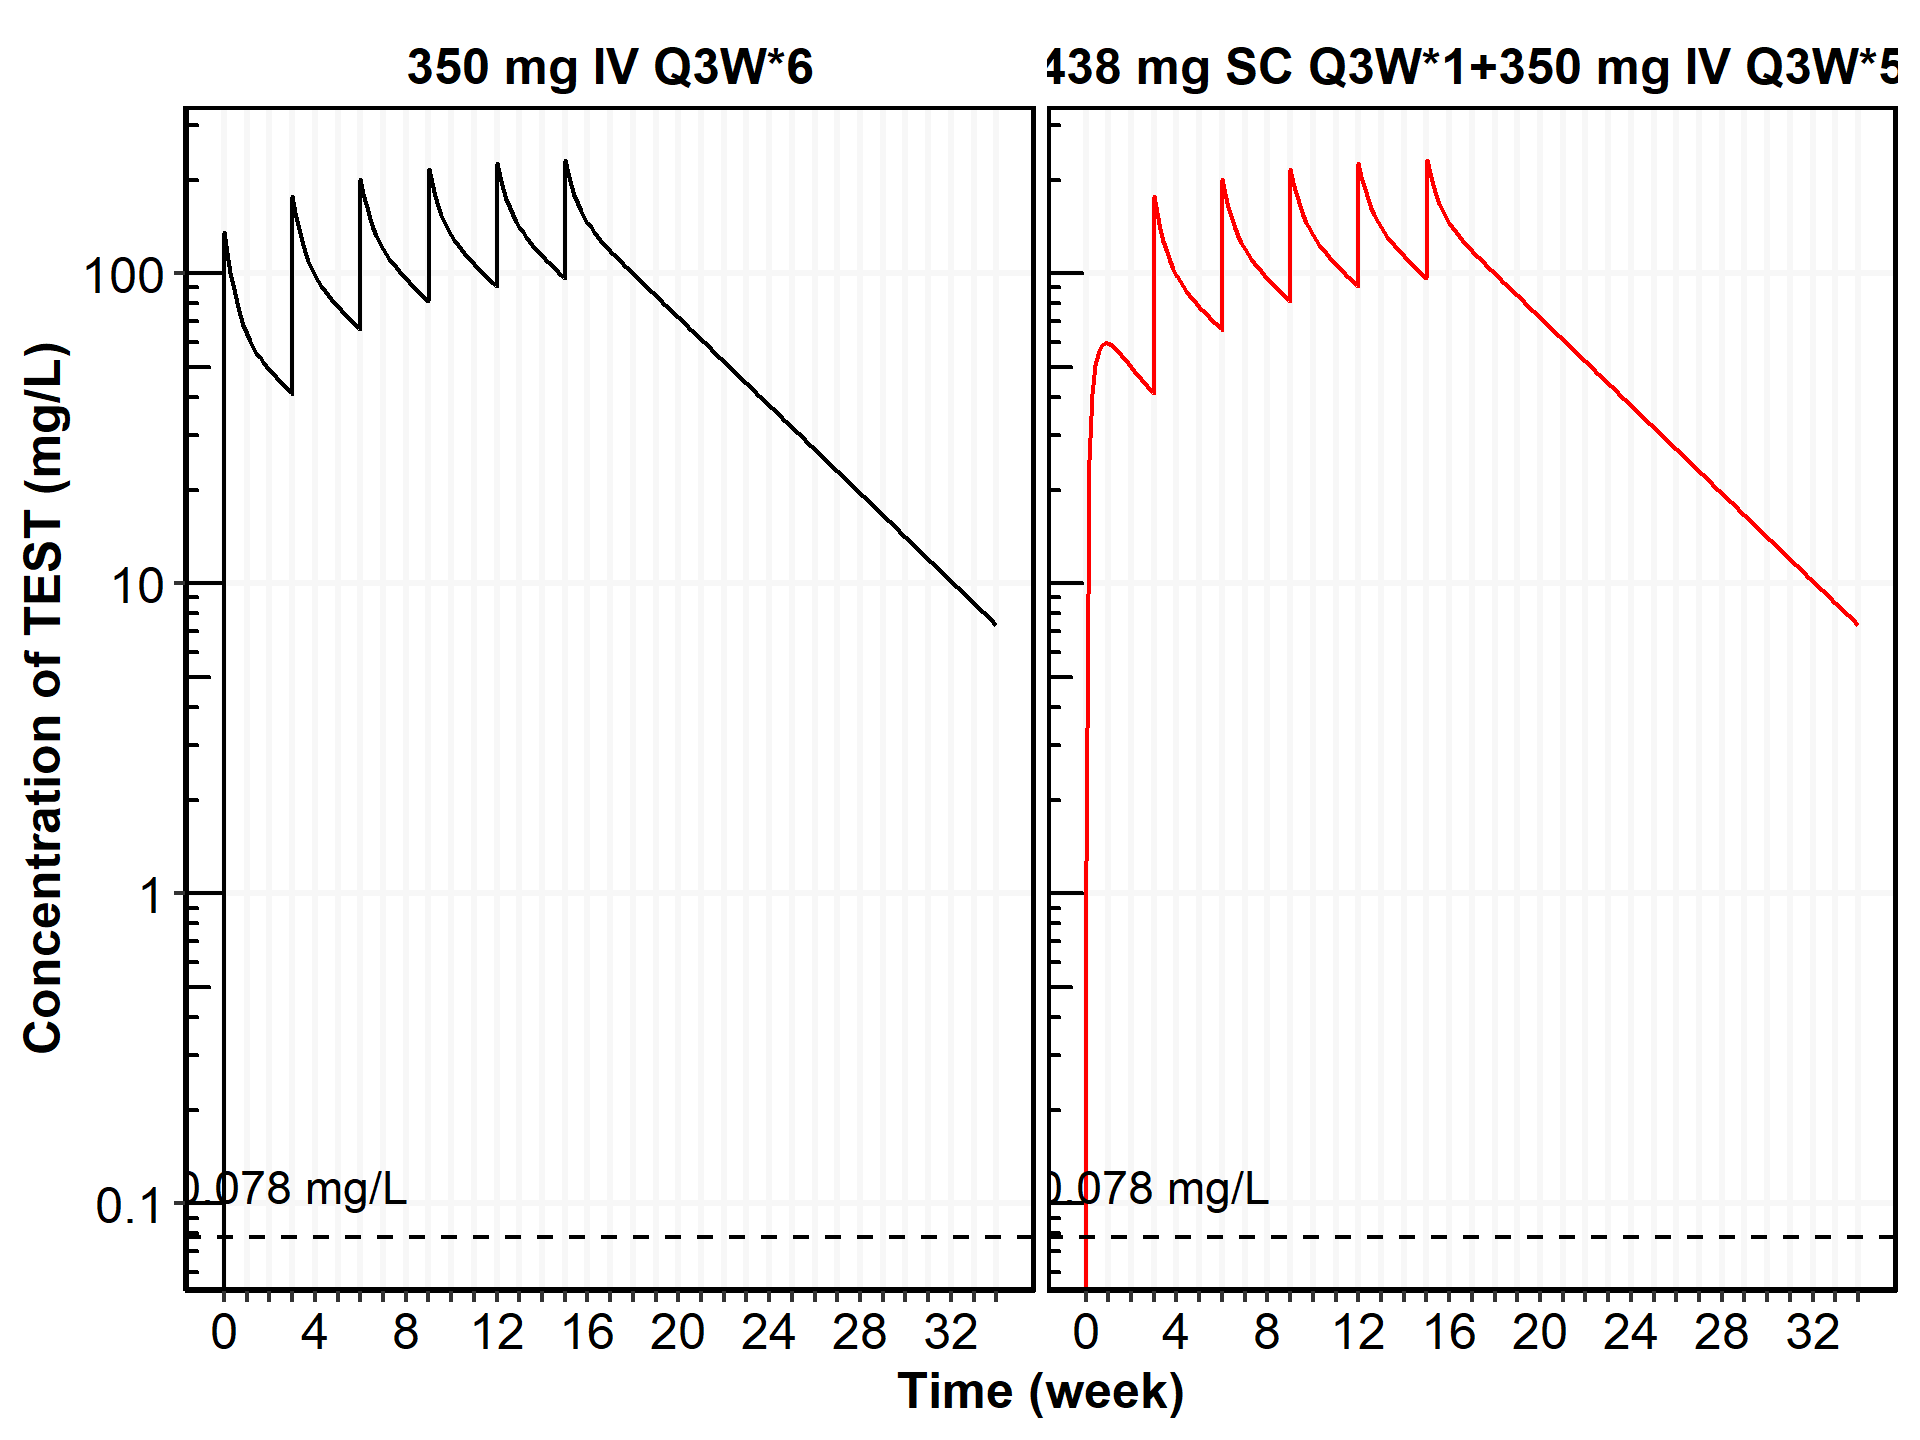 350 mg IV Q3W*6
438 mg SC Q3W*1+350 mg IV Q3W*5
Concentration of TEST (mg/L)
100
10
1
0.1
0.078 mg/L
0.078 mg/L
0 4 8 12 16 20 24 28 32
0 4 8 12 16 20 24 28 32
Time (week)